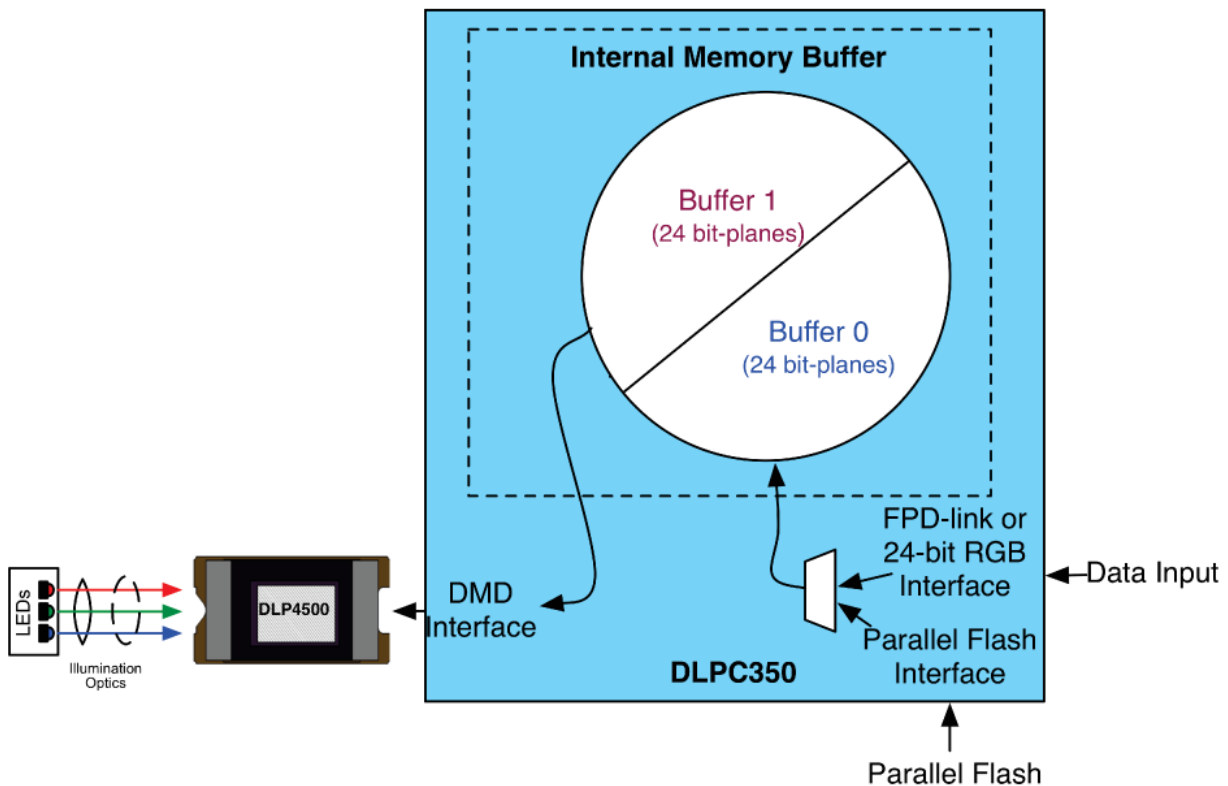 Internal Memory Buffer
Buffer 1
(24 bit-planes)
Buffer 0
(24 bit-planes)
FPD-link or
24-bit RGB
Interface
Data Input
DMD
Interface
Parallel Flash
Interface
DLPC350
Parallel Flash
LEDs
Illumination
Optics
DLP4500